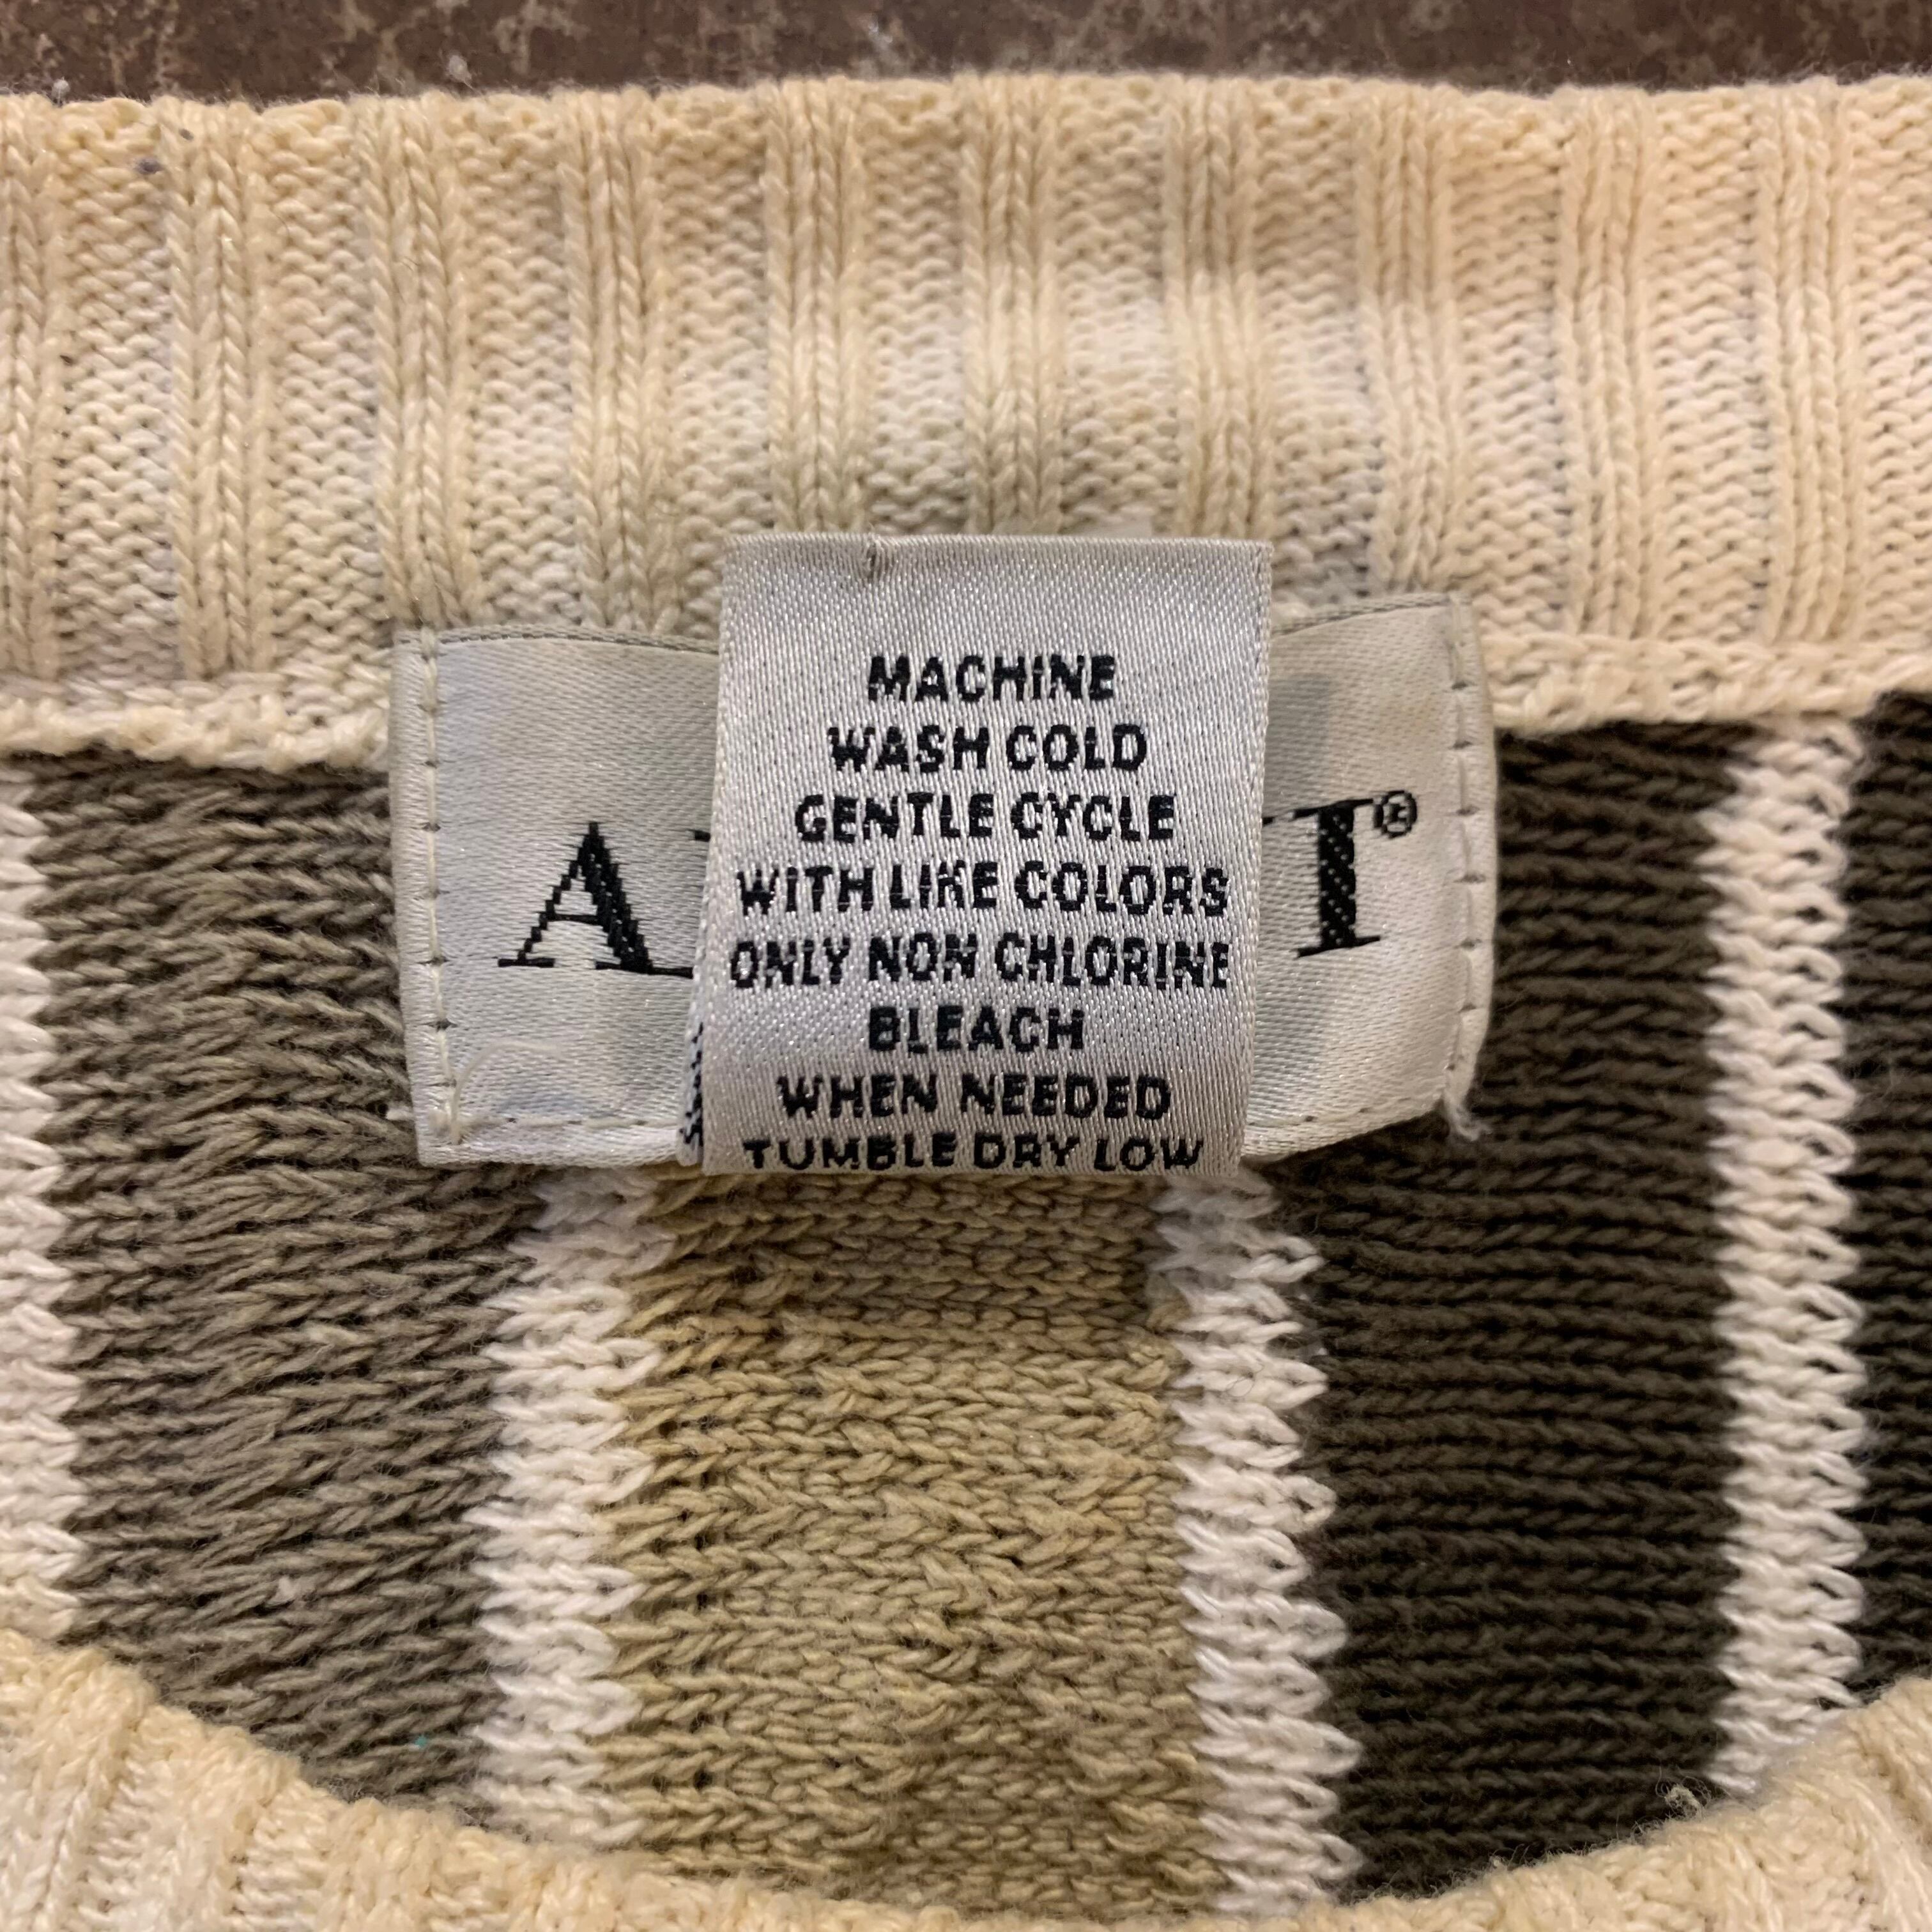 MACHINE
WASH COLD
GENTLE CYCLE
WITH LIKE COLORS
ONLY NON CHLORINE
BLEACH
WHEN NEEDED
TUMBLE DRY LOW